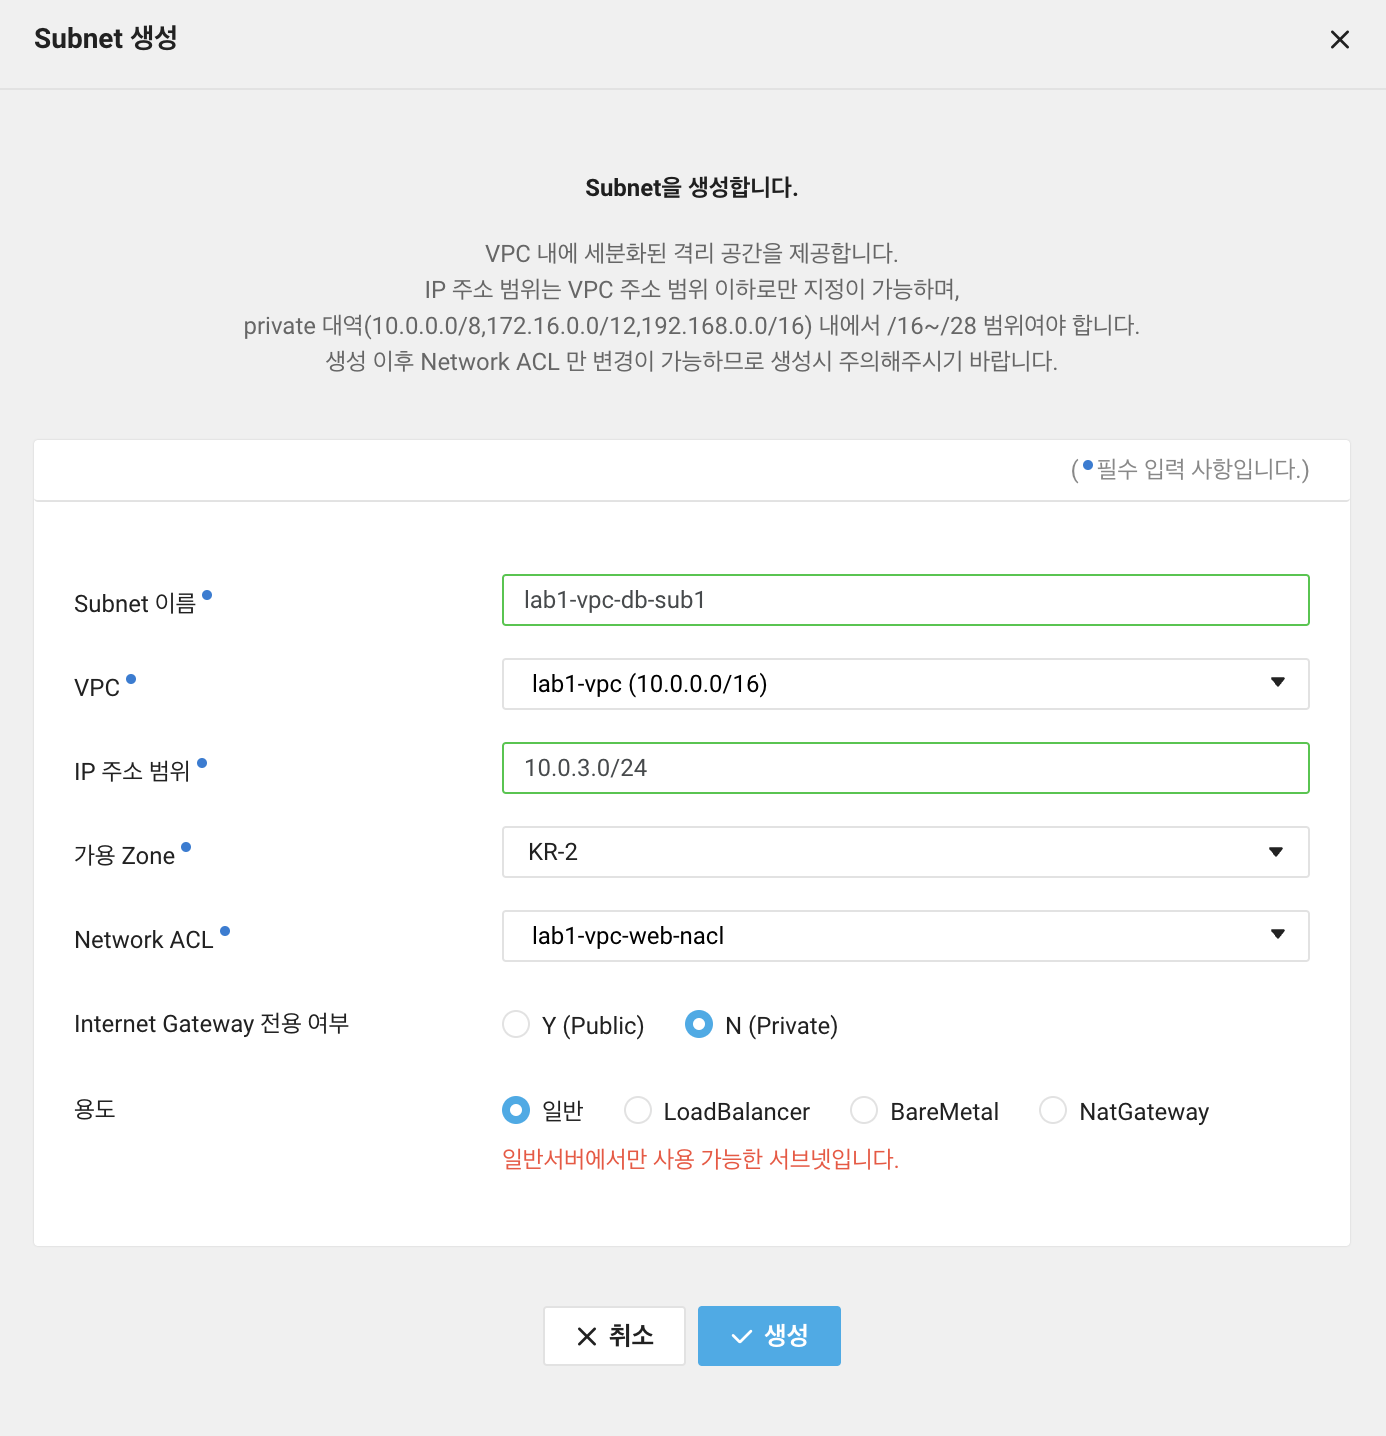 Subnet 생성
Subnet을 생성합니다.
VPC 내에 세분화된 격리 공간을 제공합니다.
IP 주소 범위는 VPC 주소 범위 이하로만 지정이 가능하며,
private 대역(10.0.0.0/8,172.16.0.0/12,192.168.0.0/16) 내에서 /16~/28 범위여야 합니다.
생성 이후 Network ACL 만 변경이 가능하므로 생성시 주의해주시기 바랍니다.
(●필수 입력 사항입니다.)
Subnet 이름● lab1-vpc-db-sub1
VPC● lab1-vpc (10.0.0.0/16)
IP 주소 범위● 10.0.3.0/24
가용 Zone● KR-2
Network ACL● lab1-vpc-web-nacl
Internet Gateway 전용 여부 Y (Public) N (Private)
용도 일반 LoadBalancer BareMetal NatGateway
일반서버에서만 사용 가능한 서브넷입니다.
취소 생성